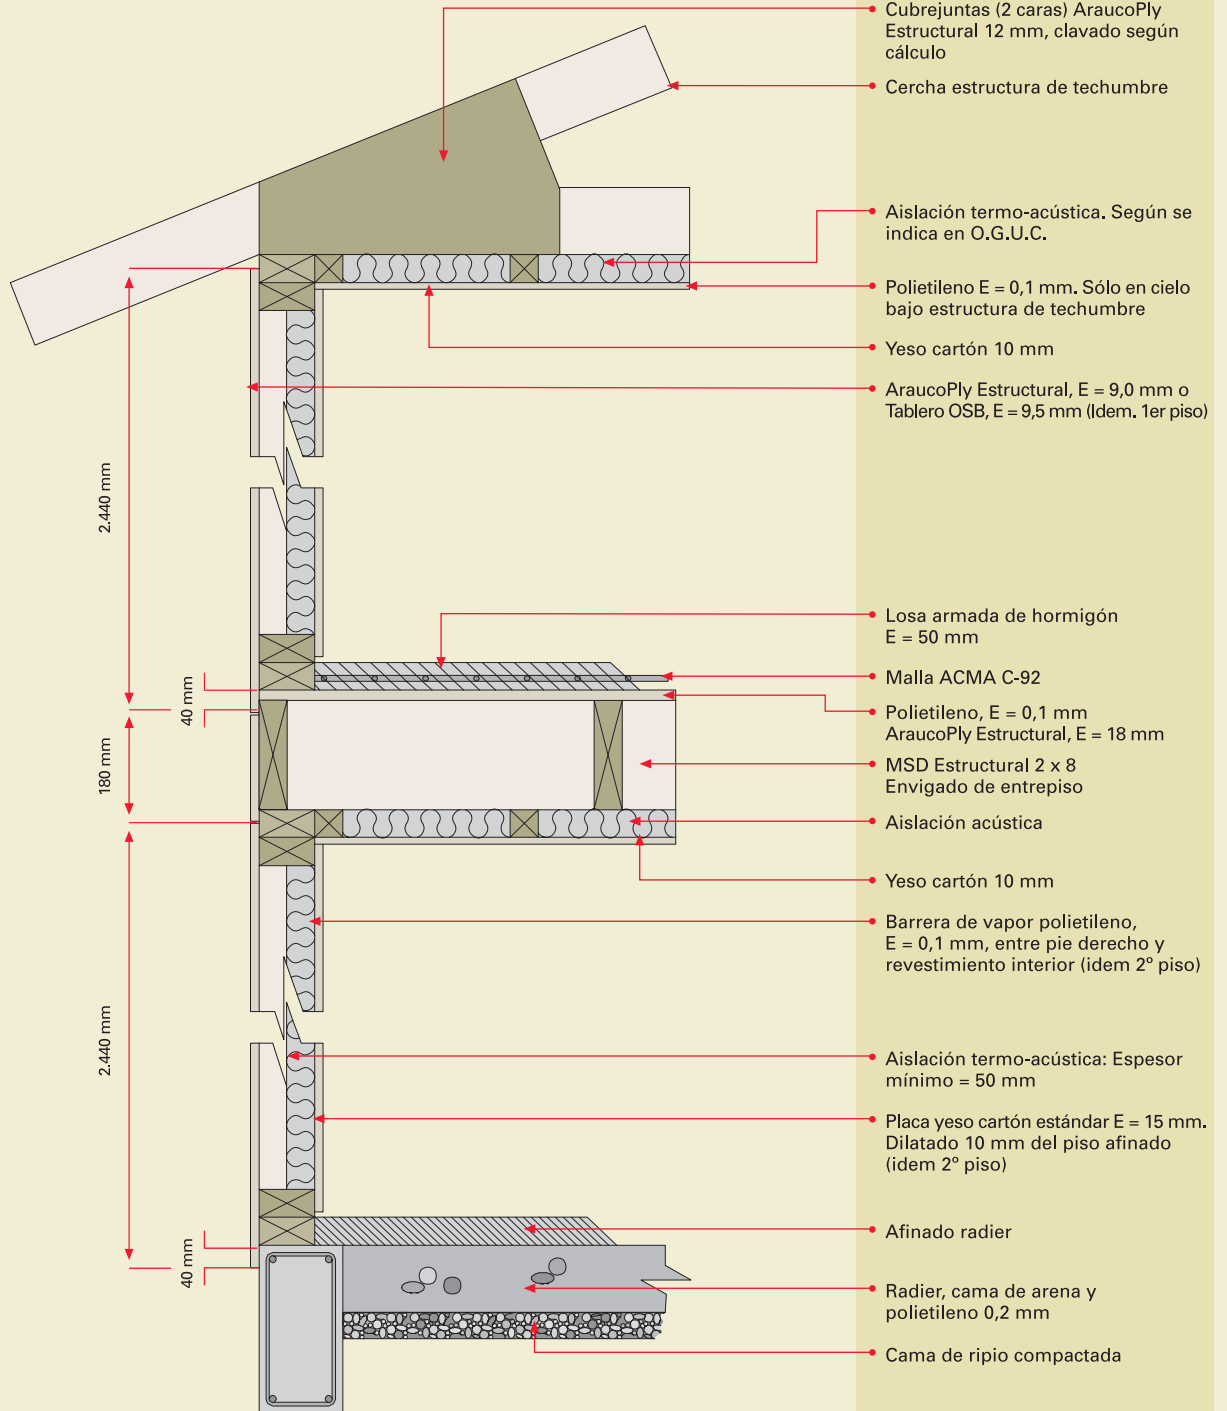 Cubrejuntas (2 caras) AraucoPly
Estructural 12 mm, clavado según
cálculo
Cercha estructura de techumbre
Aislación termo-acústica. Según se
indica en O.G.U.C.
Polietileno E = 0,1 mm. Sólo en cielo
bajo estructura de techumbre
Yeso cartón 10 mm
AraucoPly Estructural, E = 9,0 mm o
Tablero OSB, E = 9,5 mm (Idem. 1er piso)
2.440 mm
Losa armada de hormigón
E = 50 mm
Malla ACMA C-92
40 mm
Polietileno, E = 0,1 mm
AraucoPly Estructural, E = 18 mm
180 mm
MSD Estructural 2 x 8
Envigado de entrepiso
Aislación acústica
Yeso cartón 10 mm
Barrera de vapor polietileno,
E = 0,1 mm, entre pie derecho y
revestimiento interior (idem 2º piso)
2.440 mm
Aislación termo-acústica: Espesor
mínimo = 50 mm
Placa yeso cartón estándar E = 15 mm.
Dilatado 10 mm del piso afinado
(idem 2º piso)
Afinado radier
40 mm
Radier, cama de arena y
polietileno 0,2 mm
Cama de ripio compactada